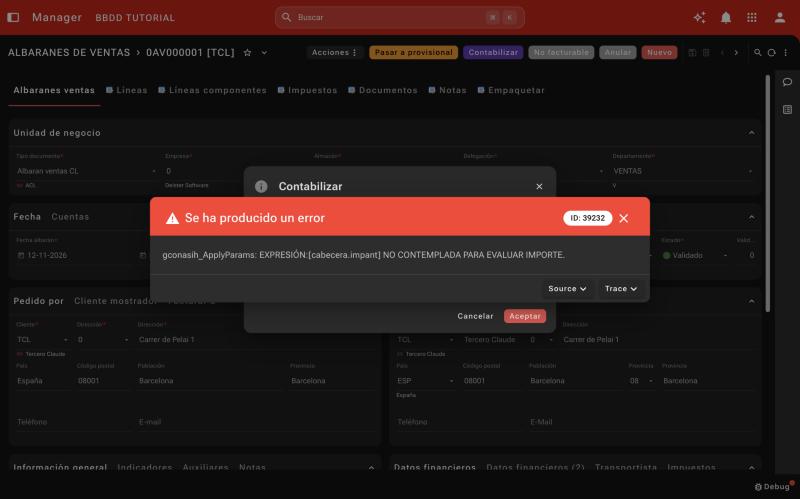 Manager BBDD TUTORIAL Buscar ⌘ K
ALBARANES DE VENTAS › 0AV000001 [TCL] Acciones Pasar a provisional Contabilizar No facturable Anular Nuevo
Albaranes ventas Líneas Líneas componentes Impuestos Documentos Notas Empaquetar
Unidad de negocio
Tipo documento* Empresa* Almacén Delegación* Departamento*
Albaran ventas CL 0 VENTAS
ACL Deister Software V
Contabilizar
Se ha producido un error ID: 39232
Fecha Cuentas
Fecha albarán* Estado* Valid...
12-11-2026 Validado 0
gconasih_ApplyParams: EXPRESIÓN:[cabecera.impant] NO CONTEMPLADA PARA EVALUAR IMPORTE.
Source Trace
Pedido por Cliente mostrador
Cancelar Aceptar
Cliente* Dirección* Dirección* Dirección
TCL 0 Carrer de Pelai 1 TCL Tercero Claude 0 Carrer de Pelai 1
Tercero Claude Tercero Claude
País Código postal Población Provincia País Código postal Población Provincia Provincia
España 08001 Barcelona Barcelona ESP 08001 Barcelona 08 Barcelona
España
Teléfono E-mail Teléfono E-Mail
Información general Indicadores Auxiliares Notas Datos financieros Datos financieros (2) Transportista Impuestos
Debug